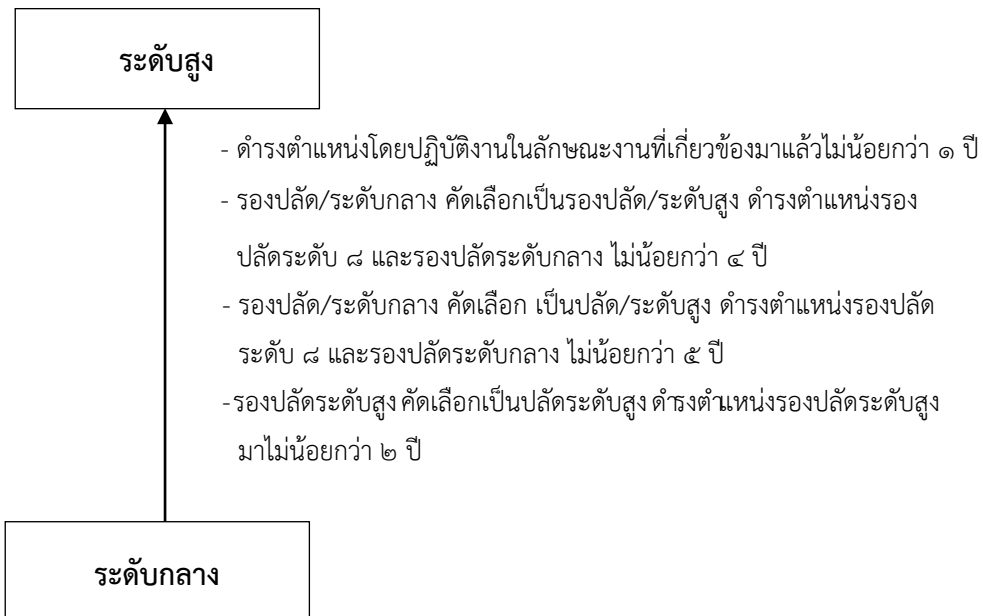 ระดับสูง
- ดำรงตำแหน่งโดยปฏิบัติงานในลักษณะงานที่เกี่ยวข้องมาแล้วไม่น้อยกว่า ๑ ปี
- รองปลัด/ระดับกลาง คัดเลือกเป็นรองปลัด/ระดับสูง ดำรงตำแหน่งรอง
ปลัดระดับ ๘ และรองปลัดระดับกลาง ไม่น้อยกว่า ๔ ปี
- รองปลัด/ระดับกลาง คัดเลือก เป็นปลัด/ระดับสูง ดำรงตำแหน่งรองปลัด
ระดับ ๘ และรองปลัดระดับกลาง ไม่น้อยกว่า ๕ ปี
-รองปลัดระดับสูง คัดเลือกเป็นปลัดระดับสูง ดำรงตำแหน่งรองปลัดระดับสูง
มาไม่น้อยกว่า ๒ ปี
ระดับกลาง